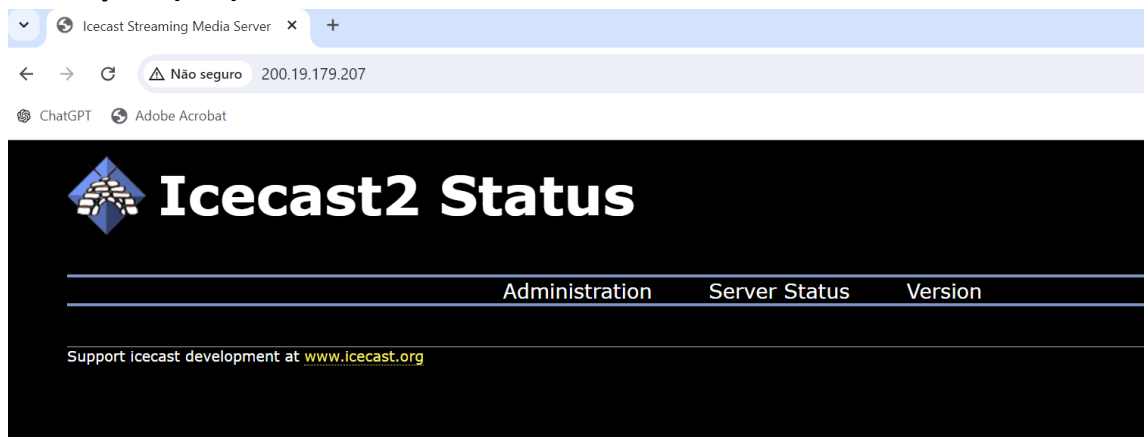 Icecast Streaming Media Server
Não seguro 200.19.179.207
ChatGPT Adobe Acrobat
Icecast2 Status
Administration Server Status Version
Support icecast development at www.icecast.org